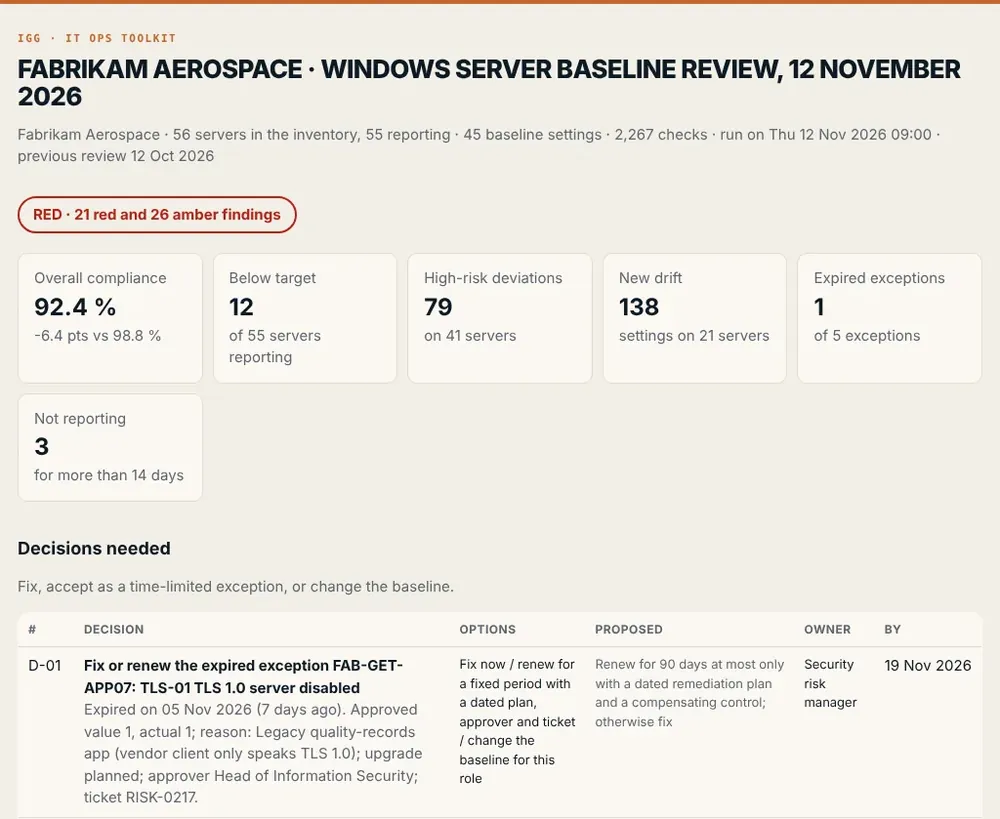 IGG · IT OPS TOOLKIT
FABRIKAM AEROSPACE · WINDOWS SERVER BASELINE REVIEW, 12 NOVEMBER
2026
Fabrikam Aerospace · 56 servers in the inventory, 55 reporting · 45 baseline settings · 2,267 checks · run on Thu 12 Nov 2026 09:00 ·
previous review 12 Oct 2026
RED · 21 red and 26 amber findings
Overall compliance
92.4 %
-6.4 pts vs 98.8 %
Below target
12
of 55 servers
reporting
High-risk deviations
79
on 41 servers
New drift
138
settings on 21 servers
Expired exceptions
1
of 5 exceptions
Not reporting
3
for more than 14 days
Decisions needed
Fix, accept as a time-limited exception, or change the baseline.
# DECISION OPTIONS PROPOSED OWNER BY
D-01
Fix or renew the expired exception FAB-GET-
APP07: TLS-01 TLS 1.0 server disabled
Expired on 05 Nov 2026 (7 days ago). Approved
value 1, actual 1; reason: Legacy quality-records
app (vendor client only speaks TLS 1.0); upgrade
planned; approver Head of Information Security;
ticket RISK-0217.
Fix now / renew for
a fixed period with
a dated plan,
approver and ticket
/ change the
baseline for this
role
Renew for 90 days at most only
with a dated remediation plan
and a compensating control;
otherwise fix
Security
risk
manager
19 Nov 2026